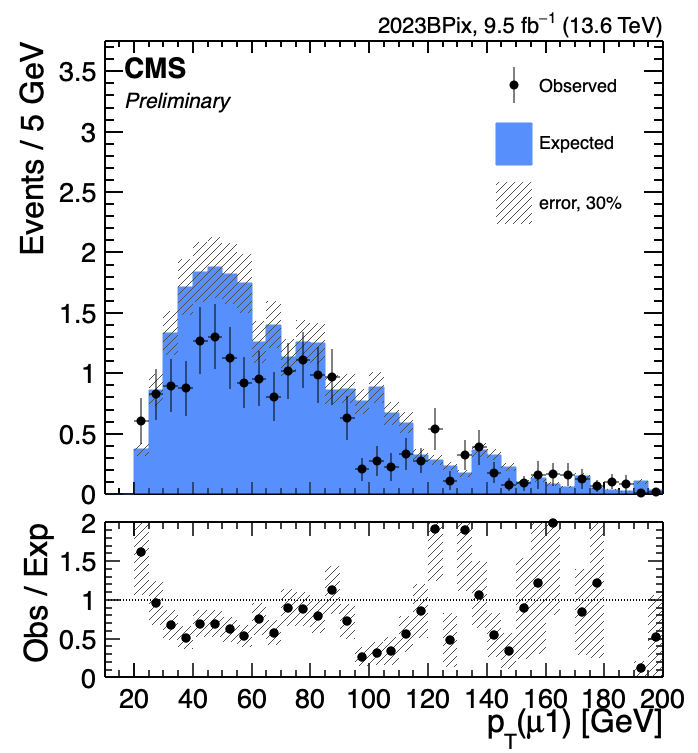 2023BPix, 9.5 fb⁻¹ (13.6 TeV)
CMS
Preliminary
Observed
Expected
error, 30%
Events / 5 GeV
3.5
3
2.5
2
1.5
1
0.5
0
Obs / Exp
2
1.5
1
0.5
0
20 40 60 80 100 120 140 160 180 200
p_T(μ1) [GeV]